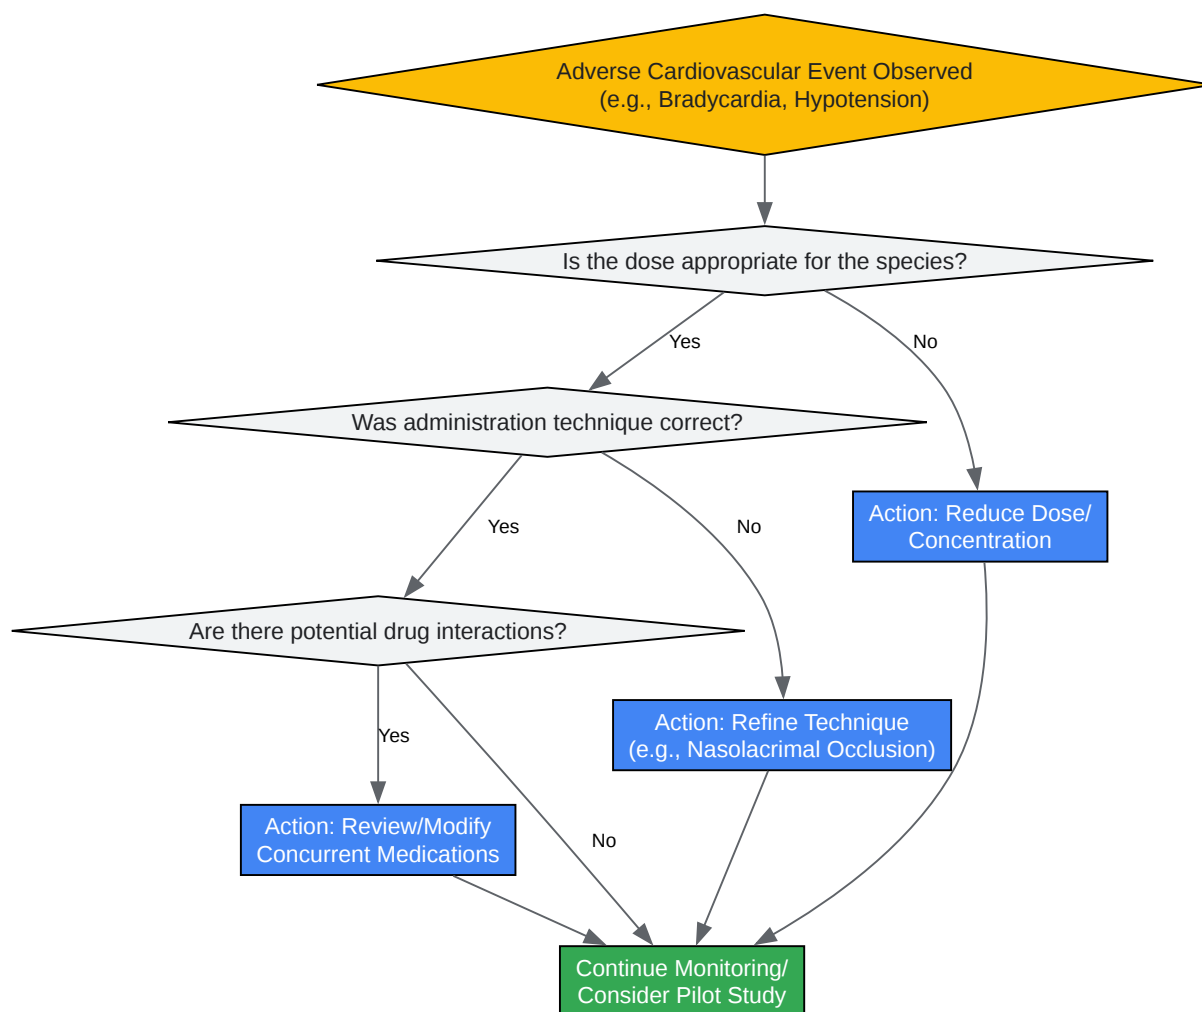 Adverse Cardiovascular Event Observed
(e.g., Bradycardia, Hypotension)
Is the dose appropriate for the species?
Yes
No
Was administration technique correct?
Yes
No
Action: Reduce Dose/
Concentration
Are there potential drug interactions?
Yes
No
Action: Refine Technique
(e.g., Nasolacrimal Occlusion)
Action: Review/Modify
Concurrent Medications
Continue Monitoring/
Consider Pilot Study